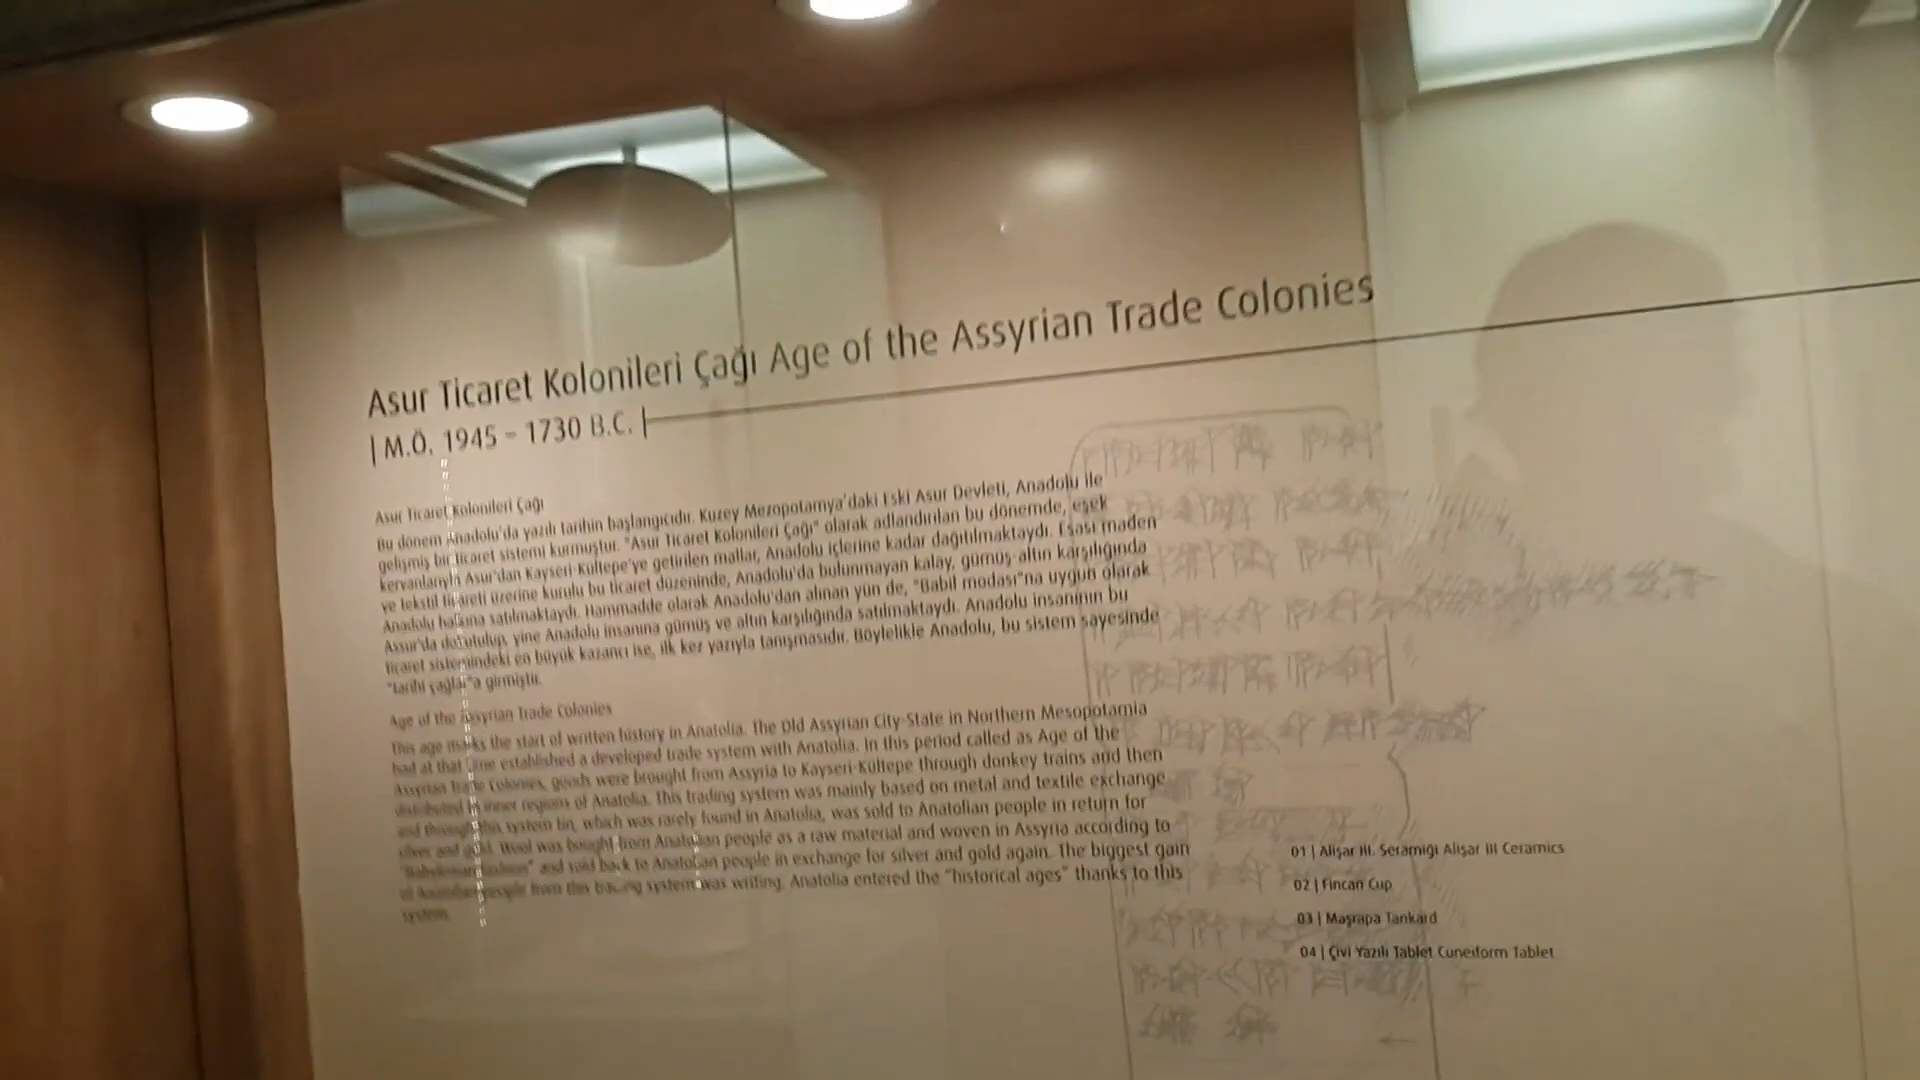 Asur Ticaret Kolonileri Çağı Age of the Assyrian Trade Colonies
| M.Ö. 1945 - 1730 B.C. |
Asur Ticaret Kolonileri Çağı
Bu dönem Anadolu'da yazılı tarihin başlangıcıdır. Kuzey Mezopotamya'daki Eski Asur Devleti, Anadolu ile
gelişmiş bir ticaret sistemi kurmuştur. "Asur Ticaret Kolonileri Çağı" olarak adlandırılan bu dönemde, eşek
kervanlarıyla Asur'dan Kayseri-Kültepe'ye getirilen mallar, Anadolu içlerine kadar dağıtılmaktaydı. Esası maden
ve tekstil ticareti üzerine kurulu bu ticaret düzeninde, Anadolu'da bulunmayan kalay, gümüş-altın karşılığında
Anadolu halkına satılmaktaydı. Hammadde olarak Anadolu'dan alınan yün de, "Babil modası"na uygun olarak
Assur'da dokutulup, yine Anadolu insanına gümüş ve altın karşılığında satılmaktaydı. Anadolu insanının bu
ticaret sistemindeki en büyük kazancı ise, ilk kez yazıyla tanışmasıdır. Böylelikle Anadolu, bu sistem sayesinde
"tarihi çağlar"a girmiştir.
Age of the Assyrian Trade Colonies
This age marks the start of written history in Anatolia. The Old Assyrian City-State in Northern Mesopotamia
had at that time established a developed trade system with Anatolia. In this period called as Age of the
Assyrian Trade Colonies, goods were brought from Assyria to Kayseri-Kültepe through donkey trains and then
distributed to inner regions of Anatolia. This trading system was mainly based on metal and textile exchange
and through this system tin, which was rarely found in Anatolia, was sold to Anatolian people in return for
silver and gold. Wool was bought from Anatolian people as a raw material and woven in Assyria according to
"Babylonian fashion" and sold back to Anatolian people in exchange for silver and gold again. The biggest gain
of Anatolian people from this trading system was writing. Anatolia entered the "historical ages" thanks to this
system.
01 | Alişar III. Seramiği Alişar III Ceramics
02 | Fincan Cup
03 | Maşrapa Tankard
04 | Çivi Yazılı Tablet Cuneiform Tablet